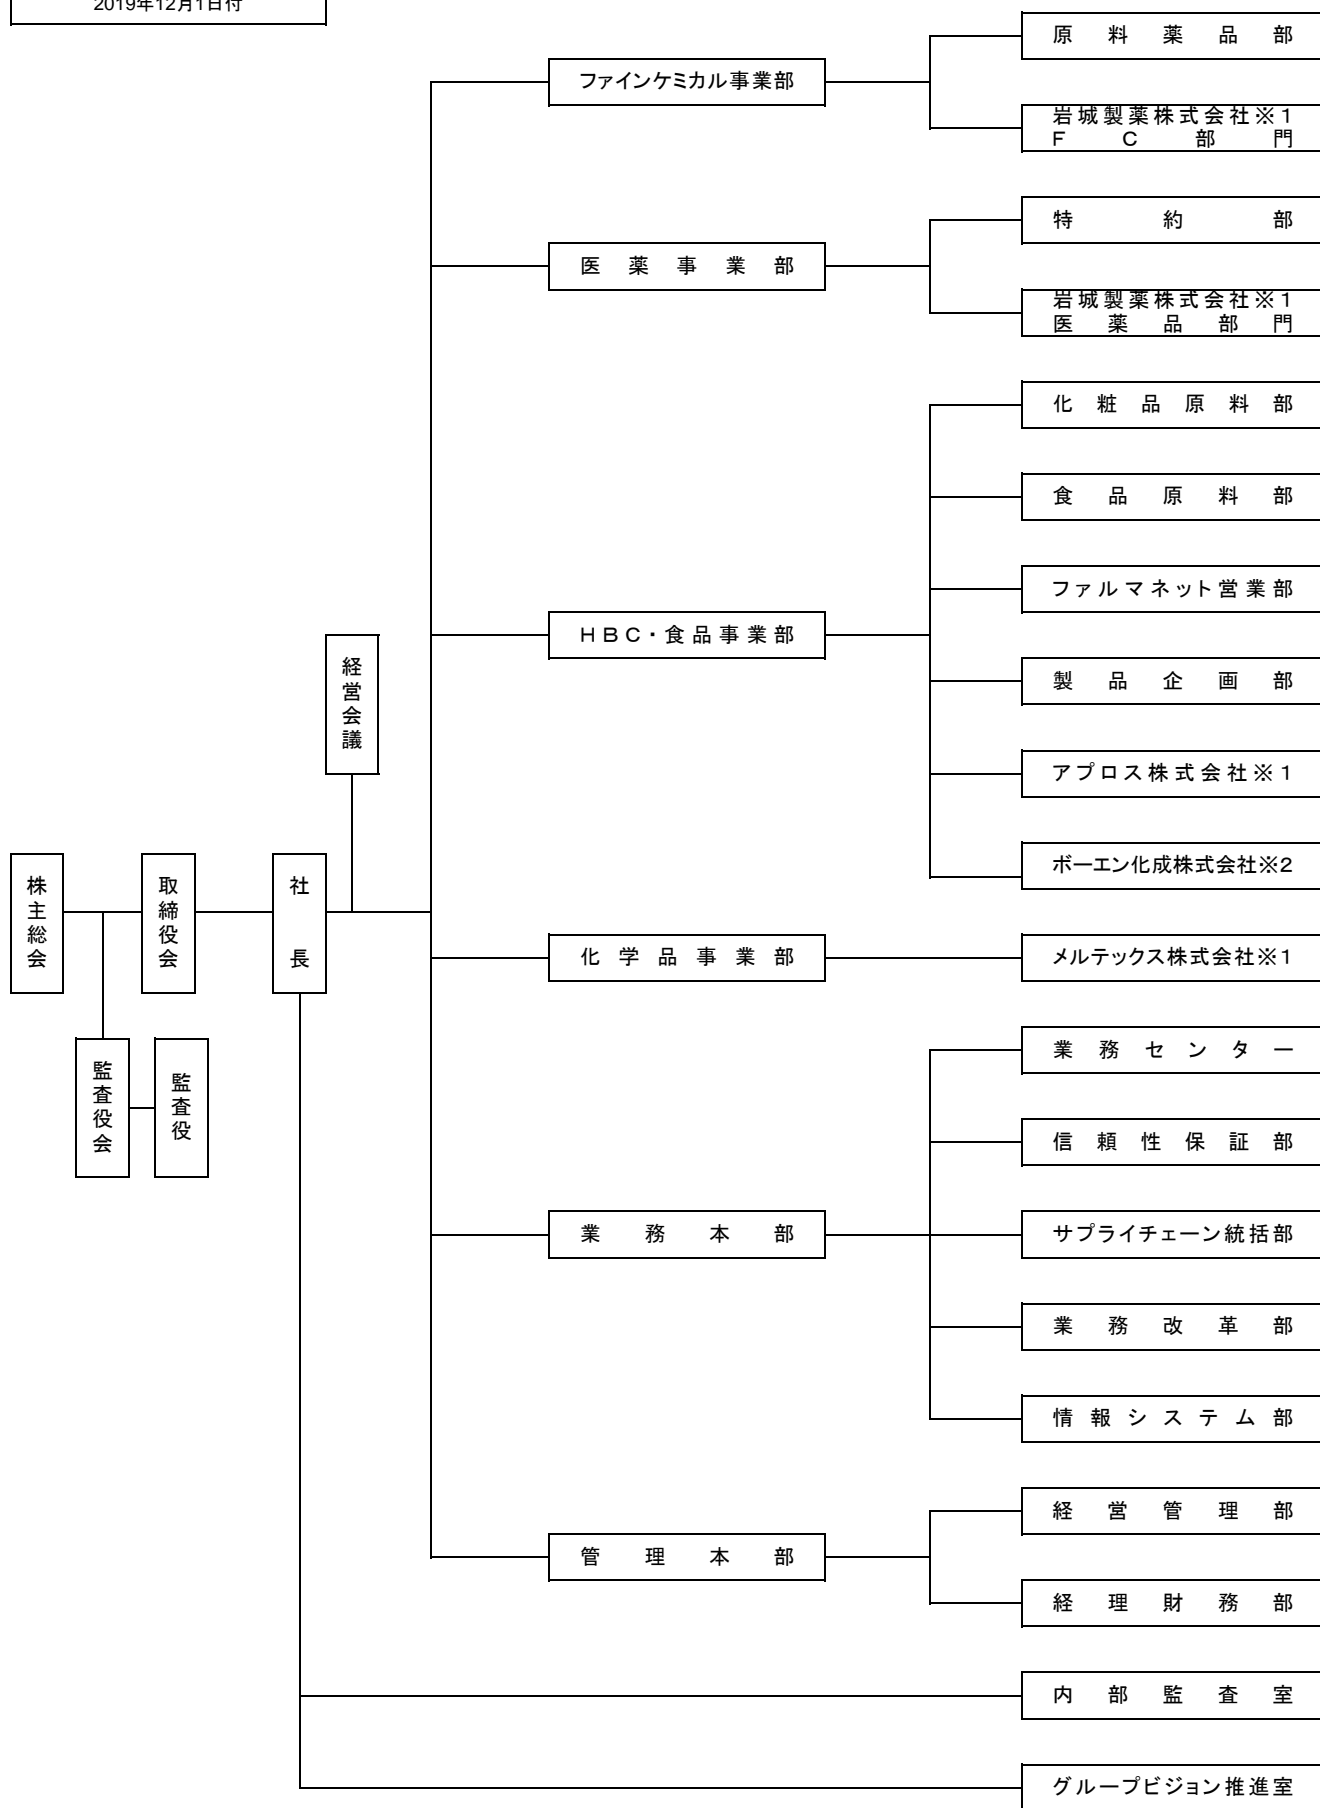 2019年12月1日付
原料薬品部
ファインケミカル事業部
岩城製薬株式会社※1
FC部門
特約部
医薬事業部
岩城製薬株式会社※1
医薬品部門
化粧品原料部
食品原料部
ファルマネット営業部
HBC・食品事業部
経営会議
製品企画部
アプロス株式会社※1
ボーエン化成株式会社※2
株主総会
取締役会
社長
化学品事業部
メルテックス株式会社※1
業務センター
監査役会
監査役
信頼性保証部
業務本部
サプライチェーン統括部
業務改革部
情報システム部
経営管理部
管理本部
経理財務部
内部監査室
グループビジョン推進室